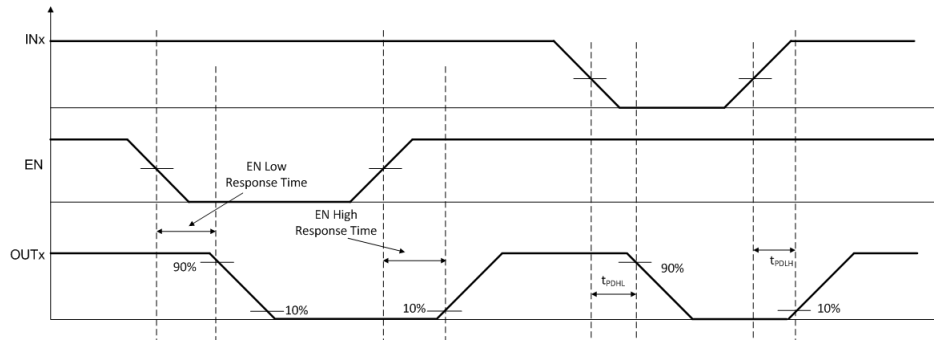 INx
EN
EN Low
Response Time
EN High
Response Time
OUTx
90%
10%
10%
tPDHL
90%
tPDLH
10%